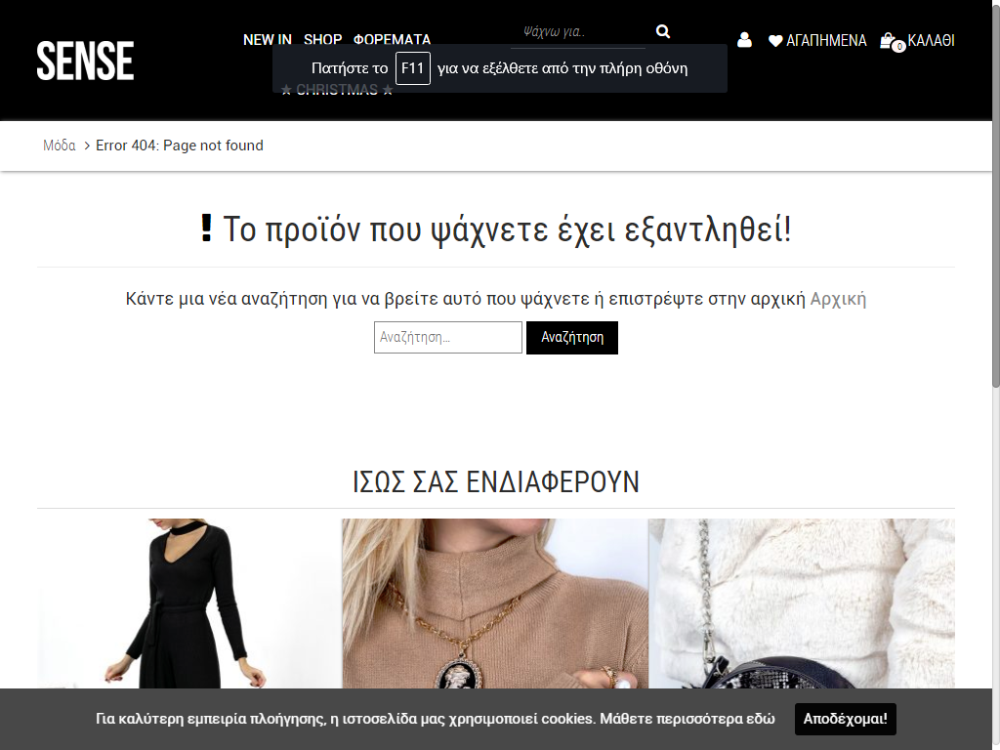 SENSE
NEW IN SHOP ΦΟΡΕΜΑΤΑ
★ CHRISTMAS ★
Ψάχνω για..
ΑΓΑΠΗΜΕΝΑ
0 ΚΑΛΑΘΙ
Πατήστε το F11 για να εξέλθετε από την πλήρη οθόνη
Μόδα > Error 404: Page not found
! Το προϊόν που ψάχνετε έχει εξαντληθεί!
Κάντε μια νέα αναζήτηση για να βρείτε αυτό που ψάχνετε ή επιστρέψτε στην αρχική Αρχική
Αναζήτηση... Αναζήτηση
ΙΣΩΣ ΣΑΣ ΕΝΔΙΑΦΕΡΟΥΝ
Για καλύτερη εμπειρία πλοήγησης, η ιστοσελίδα μας χρησιμοποιεί cookies. Μάθετε περισσότερα εδώ Αποδέχομαι!